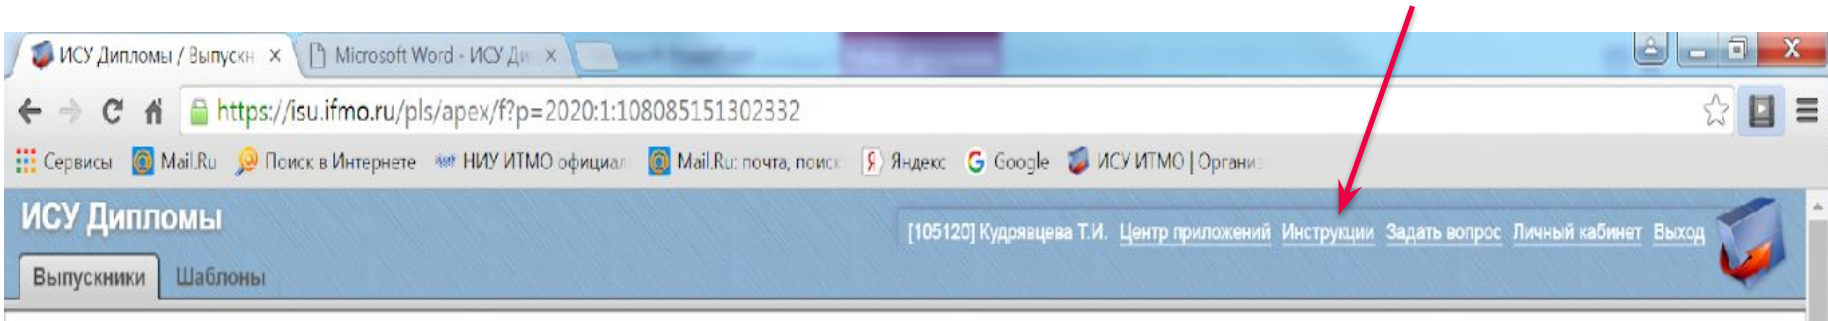 ИСУ Дипломы / Выпускн
Microsoft Word - ИСУ Ди
https://isu.ifmo.ru/pls/apex/f?p=2020:1:108085151302332
Сервисы Mail.Ru Поиск в Интернете НИУ ИТМО официал Mail.Ru: почта, поиск Яндекс Google ИСУ ИТМО | Органи
ИСУ Дипломы
[105120] Кудрявцева Т.И. Центр приложений Инструкции Задать вопрос Личный кабинет Выход
Выпускники Шаблоны